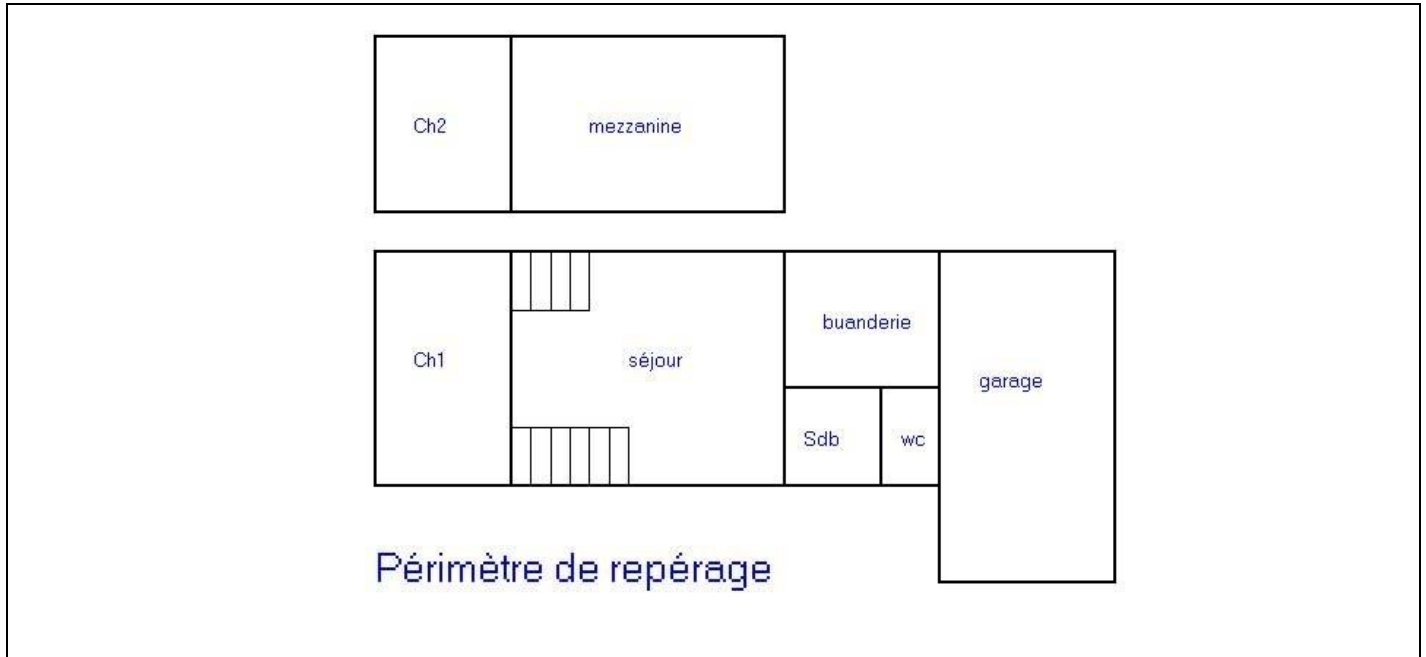 Ch2
mezzanine
buanderie
Ch1
séjour
garage
Sdb
wc
Périmètre de repérage